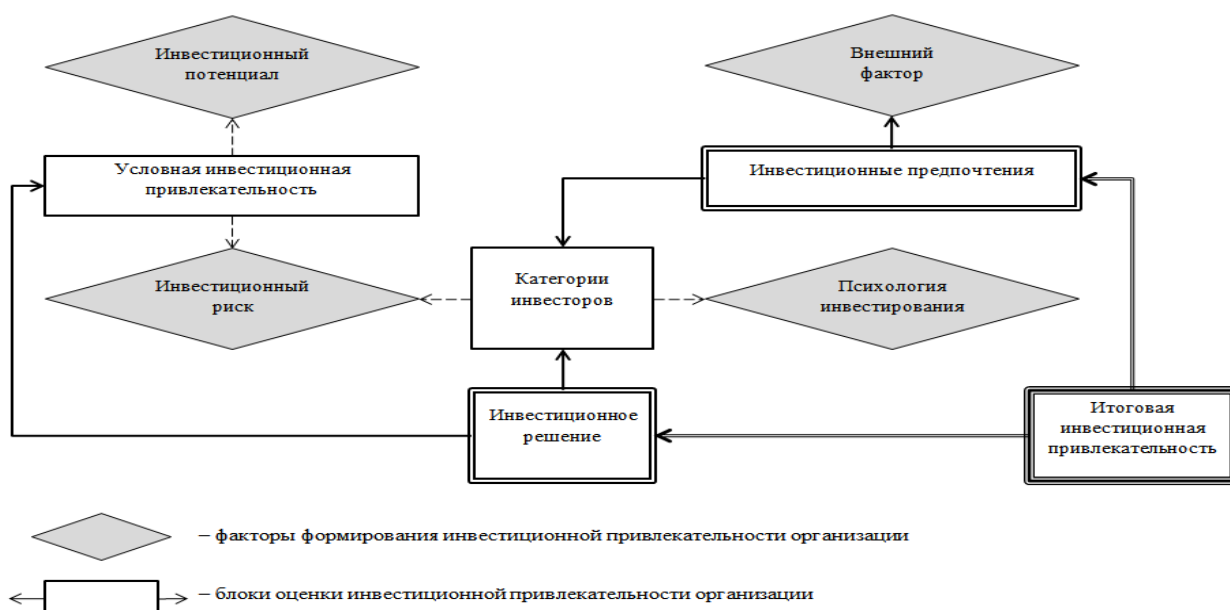 Инвестиционный
потенциал
Внешний
фактор
Условная инвестиционная
привлекательность
Инвестиционные предпочтения
Инвестиционный
риск
Категории
инвесторов
Психология
инвестирования
Инвестиционное
решение
Итоговая
инвестиционная
привлекательность
– факторы формирования инвестиционной привлекательности организации
– блоки оценки инвестиционной привлекательности организации